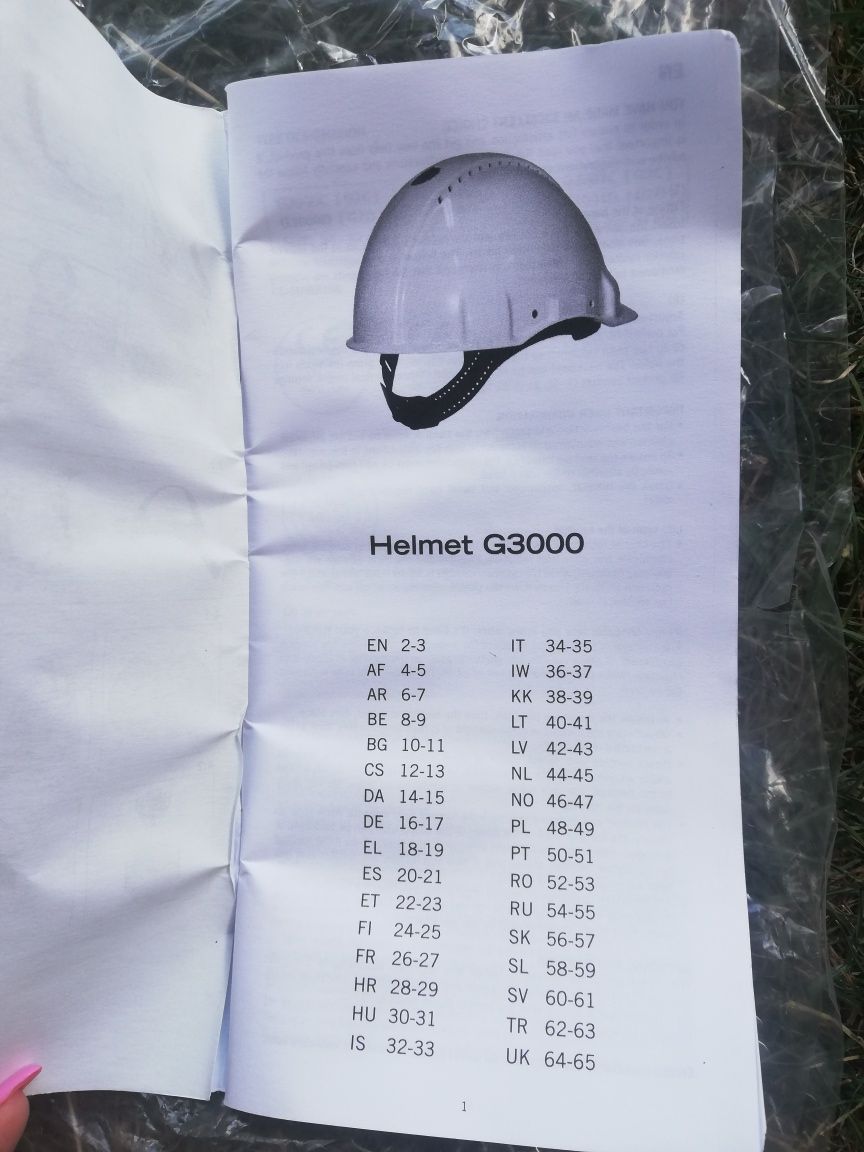 Helmet G3000
EN 2-3
AF 4-5
AR 6-7
BE 8-9
BG 10-11
CS 12-13
DA 14-15
DE 16-17
EL 18-19
ES 20-21
ET 22-23
FI 24-25
FR 26-27
HR 28-29
HU 30-31
IS 32-33
IT 34-35
IW 36-37
KK 38-39
LT 40-41
LV 42-43
NL 44-45
NO 46-47
PL 48-49
PT 50-51
RO 52-53
RU 54-55
SK 56-57
SL 58-59
SV 60-61
TR 62-63
UK 64-65
1